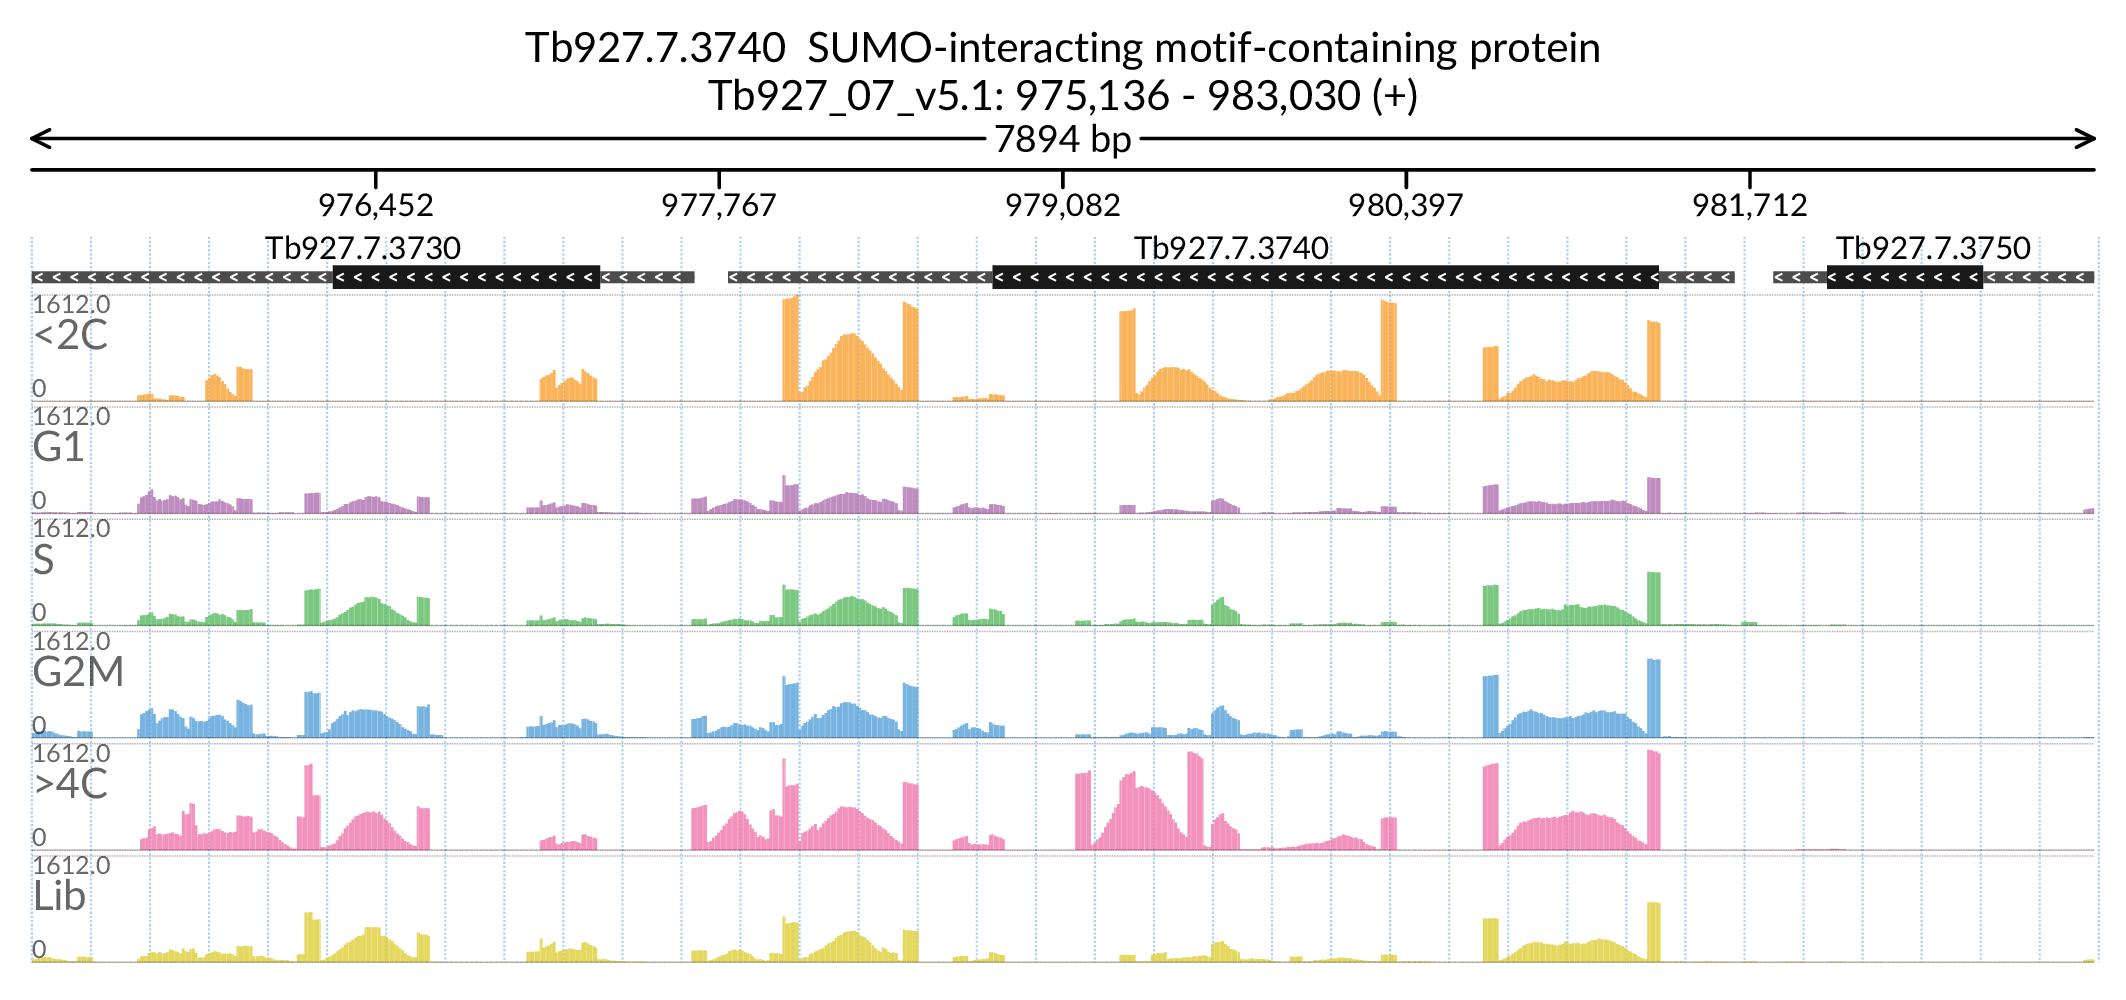 Tb927.7.3740  SUMO-interacting motif-containing protein
Tb927_07_v5.1: 975,136 - 983,030 (+)
7894 bp
976,452 977,767 979,082 980,397 981,712
Tb927.7.3730 Tb927.7.3740 Tb927.7.3750
1612.0
<2C
0
1612.0
G1
0
1612.0
S
0
1612.0
G2M
0
1612.0
>4C
0
1612.0
Lib
0